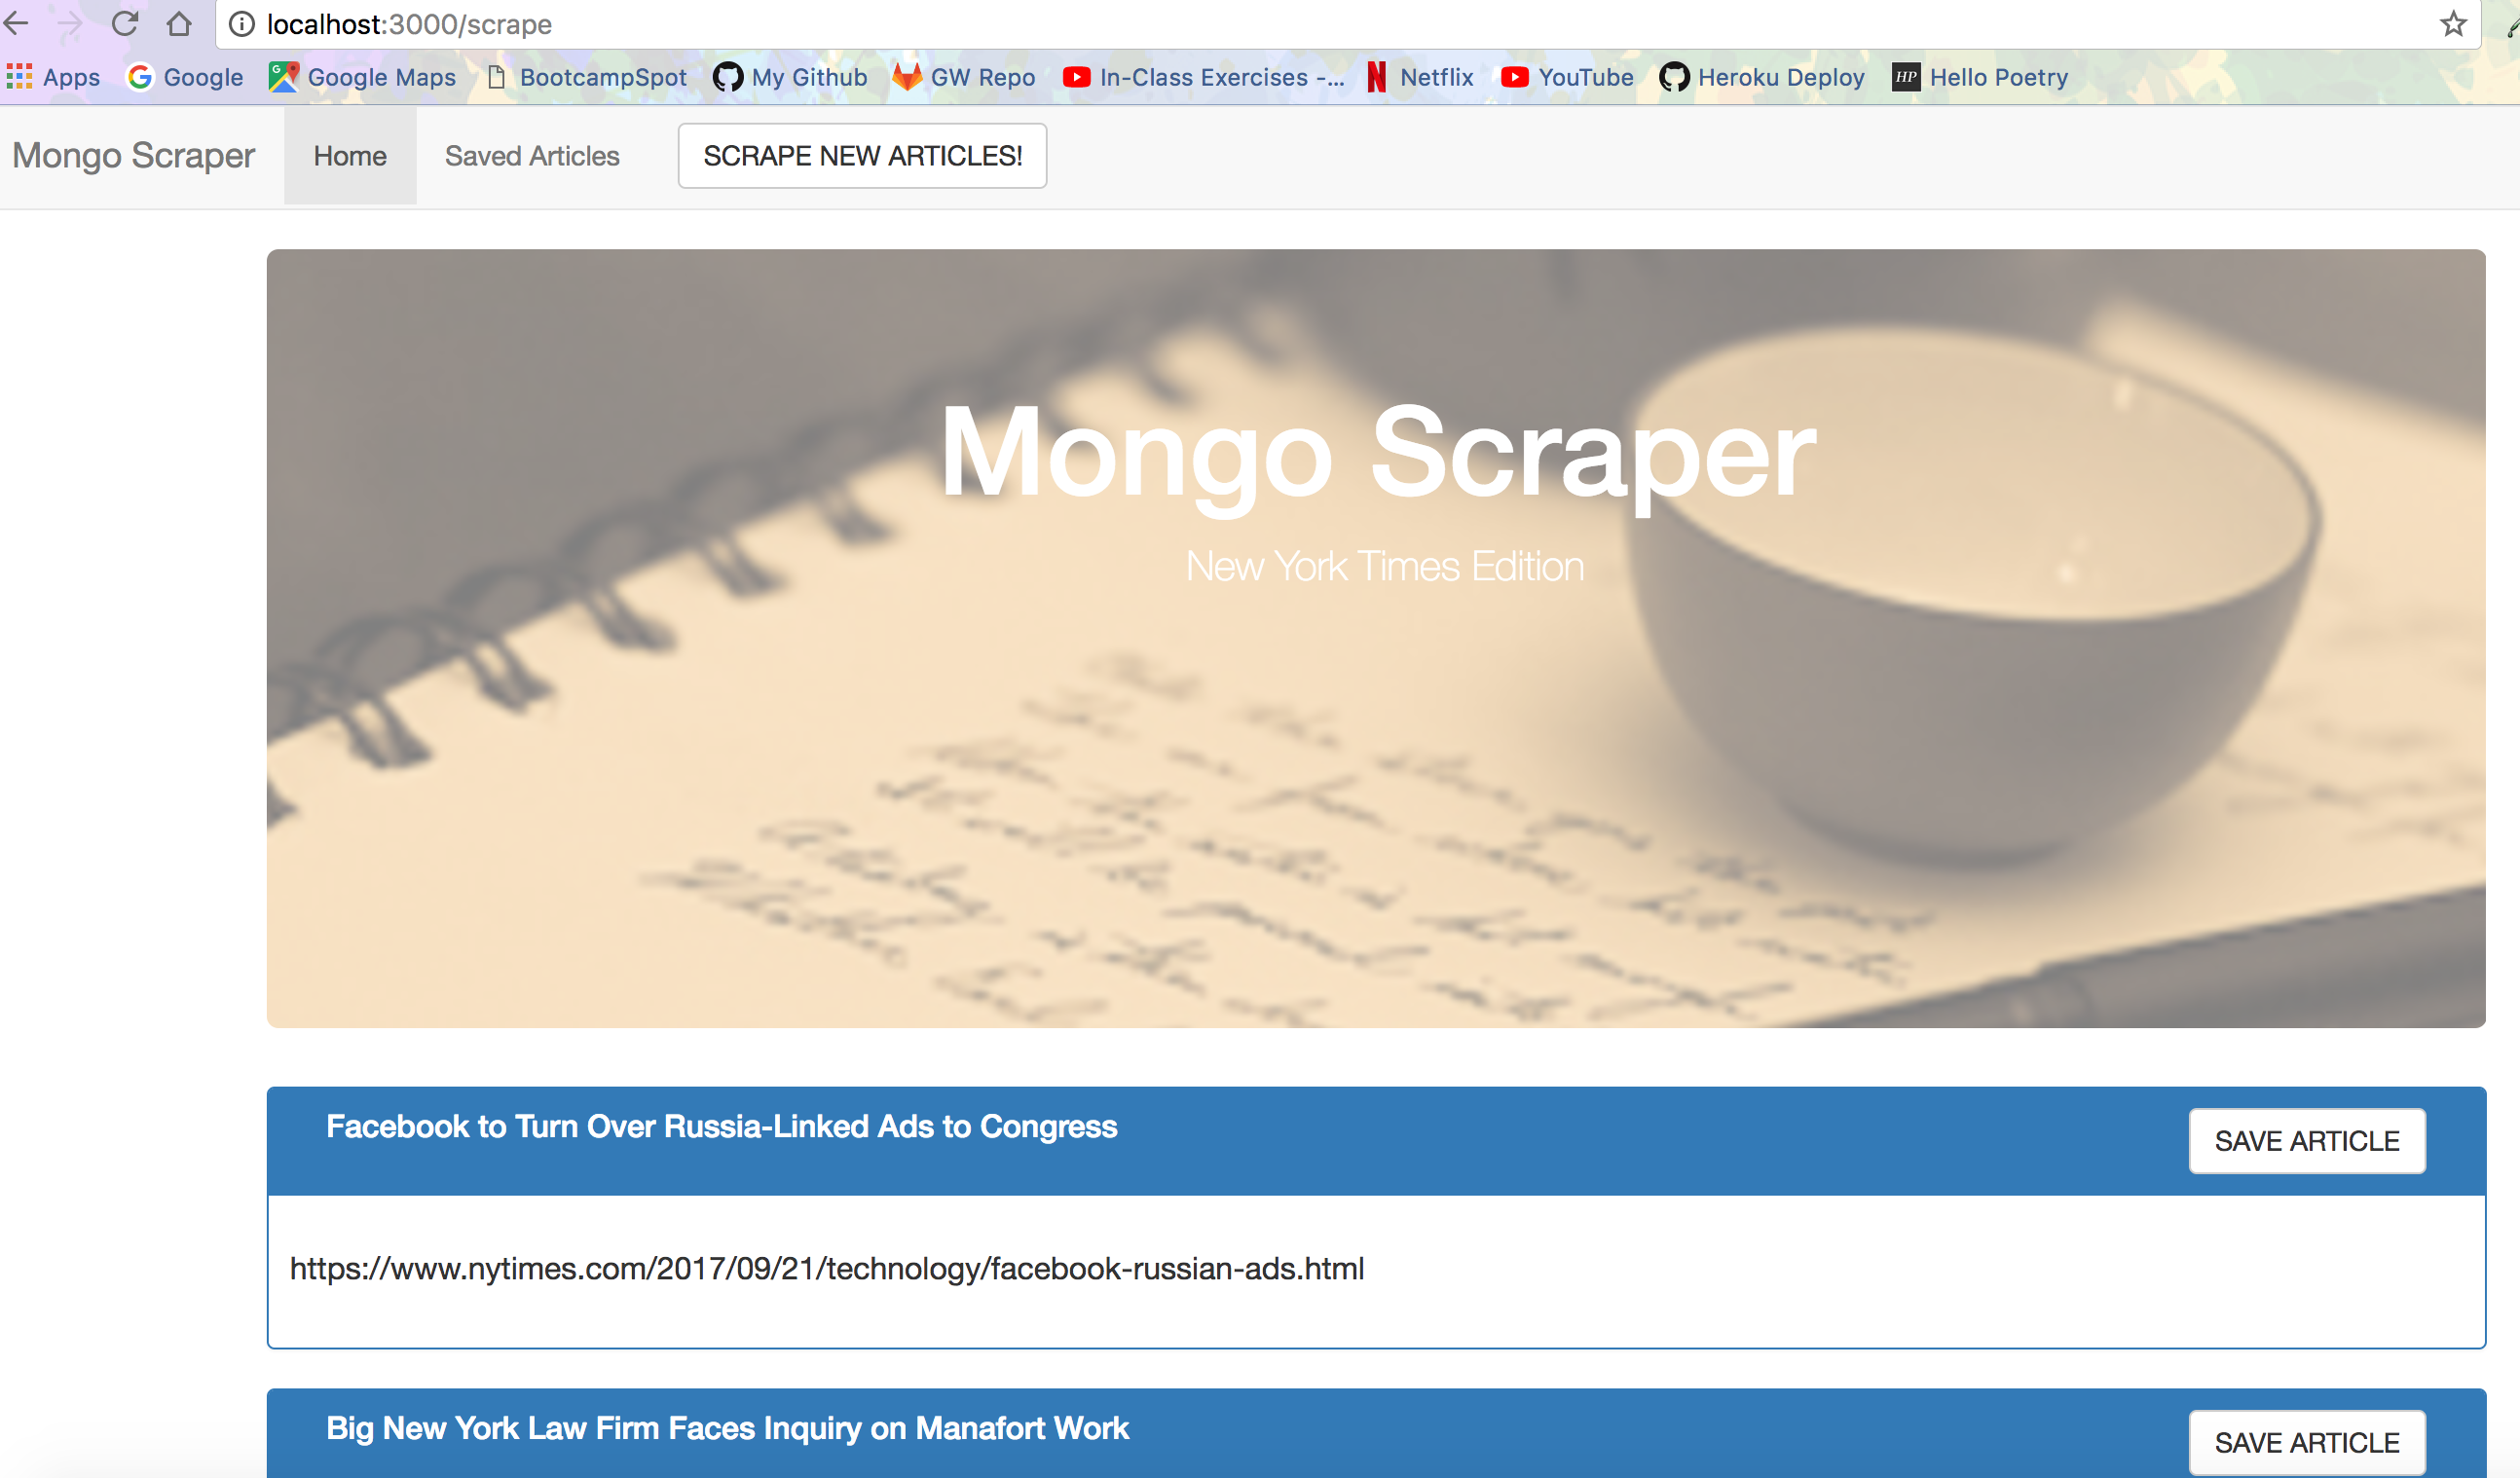 localhost:3000/scrape
Apps Google Google Maps BootcampSpot My Github GW Repo In-Class Exercises -... Netflix YouTube HP Heroku Deploy Hello Poetry
Mongo Scraper Home Saved Articles SCRAPE NEW ARTICLES!
Mongo Scraper
New York Times Edition
Facebook to Turn Over Russia-Linked Ads to Congress SAVE ARTICLE
https://www.nytimes.com/2017/09/21/technology/facebook-russian-ads.html
Big New York Law Firm Faces Inquiry on Manafort Work SAVE ARTICLE